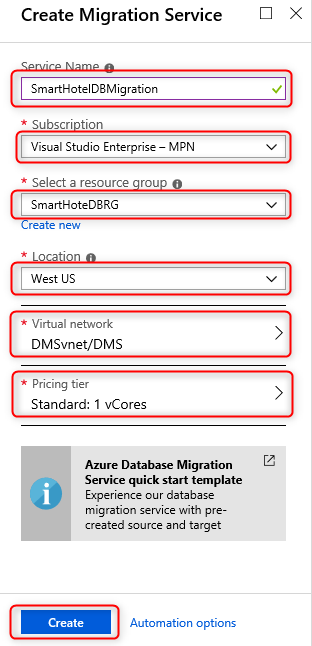 Create Migration Service
Service Name
SmartHotelDBMigration
* Subscription
Visual Studio Enterprise – MPN
* Select a resource group
SmartHoteDBRG
Create new
* Location
West US
* Virtual network
DMSvnet/DMS
* Pricing tier
Standard: 1 vCores
Azure Database Migration
Service quick start template
Experience our database
migration service with pre-
created source and target
Create
Automation options